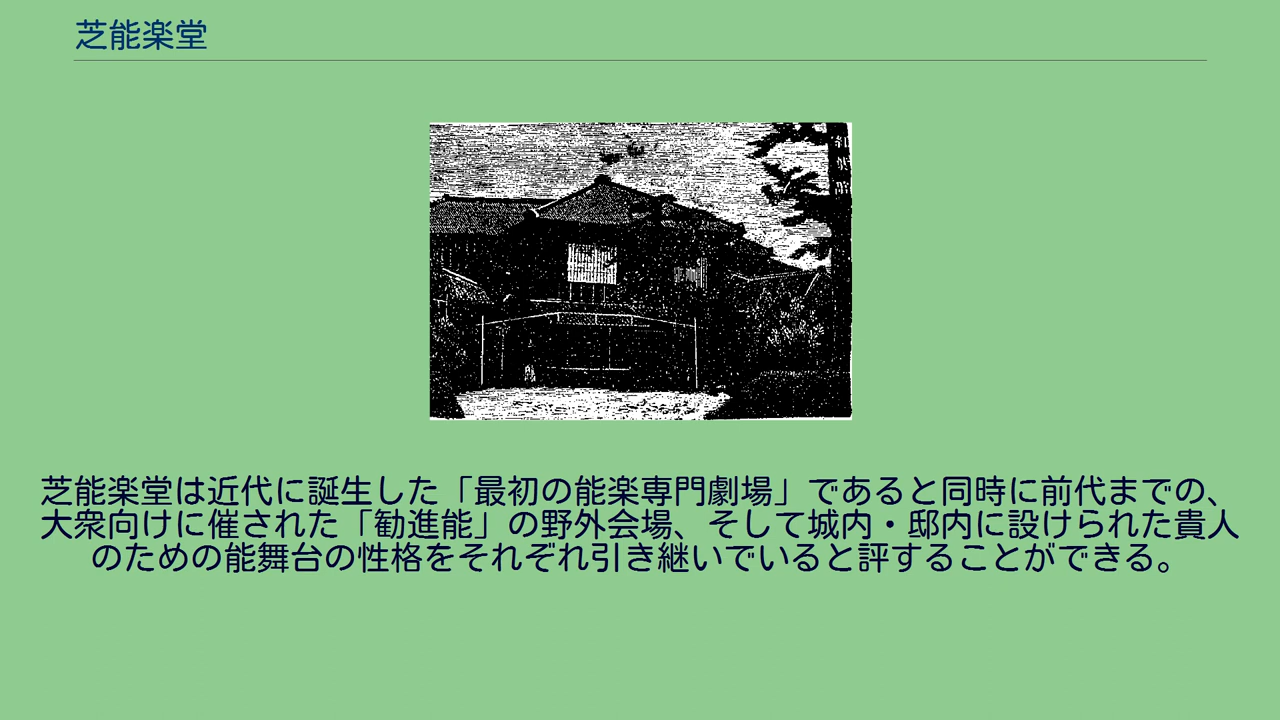 芝能楽堂
芝能楽堂は近代に誕生した「最初の能楽専門劇場」であると同時に前代までの、
大衆向けに催された「勧進能」の野外会場、そして城内・邸内に設けられた貴人
のための能舞台の性格をそれぞれ引き継いでいると評することができる。